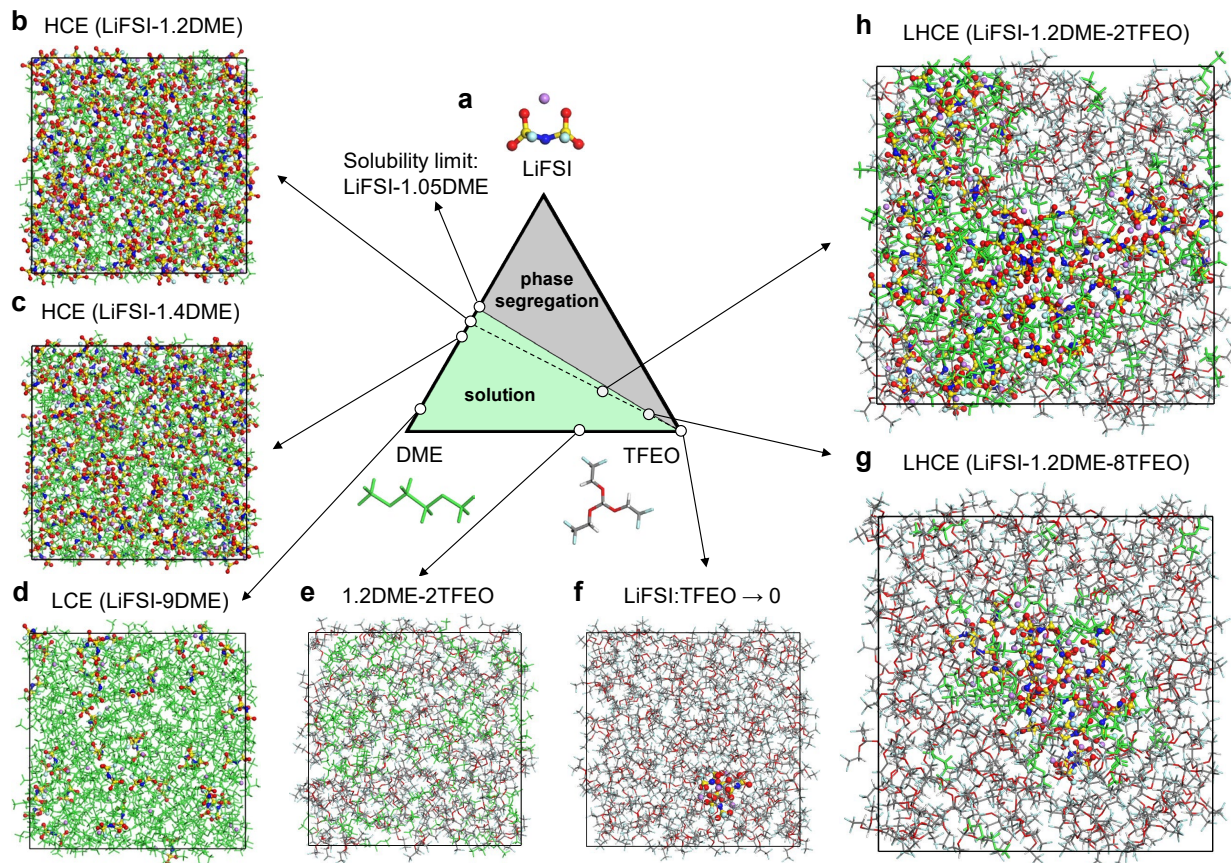 b
HCE (LiFSI-1.2DME)
a
LiFSI
Solubility limit:
LiFSI-1.05DME
phase
segregation
solution
DME
TFEO
h
LHCE (LiFSI-1.2DME-2TFEO)
c
HCE (LiFSI-1.4DME)
g
LHCE (LiFSI-1.2DME-8TFEO)
d
LCE (LiFSI-9DME)
e
1.2DME-2TFEO
f
LiFSI:TFEO → 0